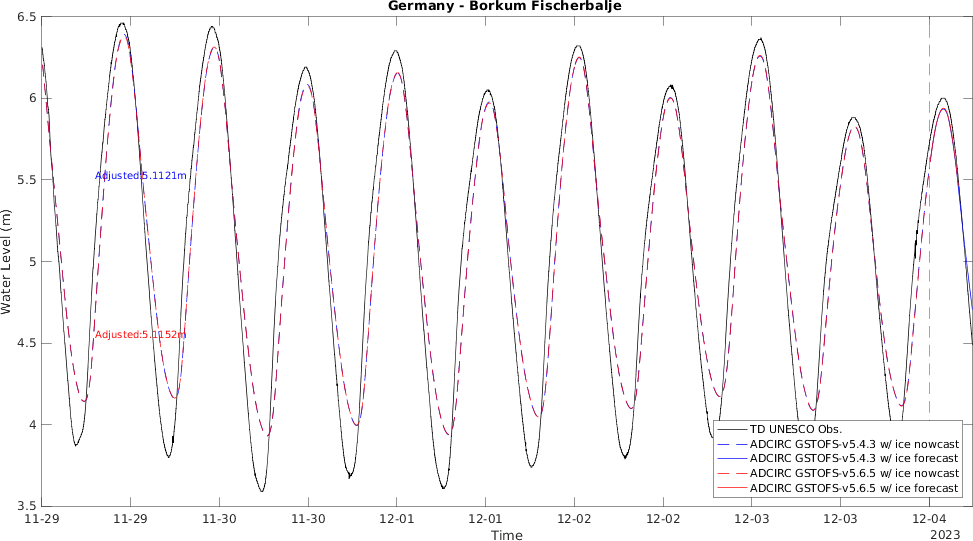 Germany - Borkum Fischerbalje
6.5
6
5.5
5
4.5
4
3.5
Water Level (m)
Adjusted:5.1121m
Adjusted:5.1152m
TD UNESCO Obs.
ADCIRC GSTOFS-v5.4.3 w/ ice nowcast
ADCIRC GSTOFS-v5.4.3 w/ ice forecast
ADCIRC GSTOFS-v5.6.5 w/ ice nowcast
ADCIRC GSTOFS-v5.6.5 w/ ice forecast
11-29 11-29 11-30 11-30 12-01 12-01 12-02 12-02 12-03 12-03 12-04
Time
2023